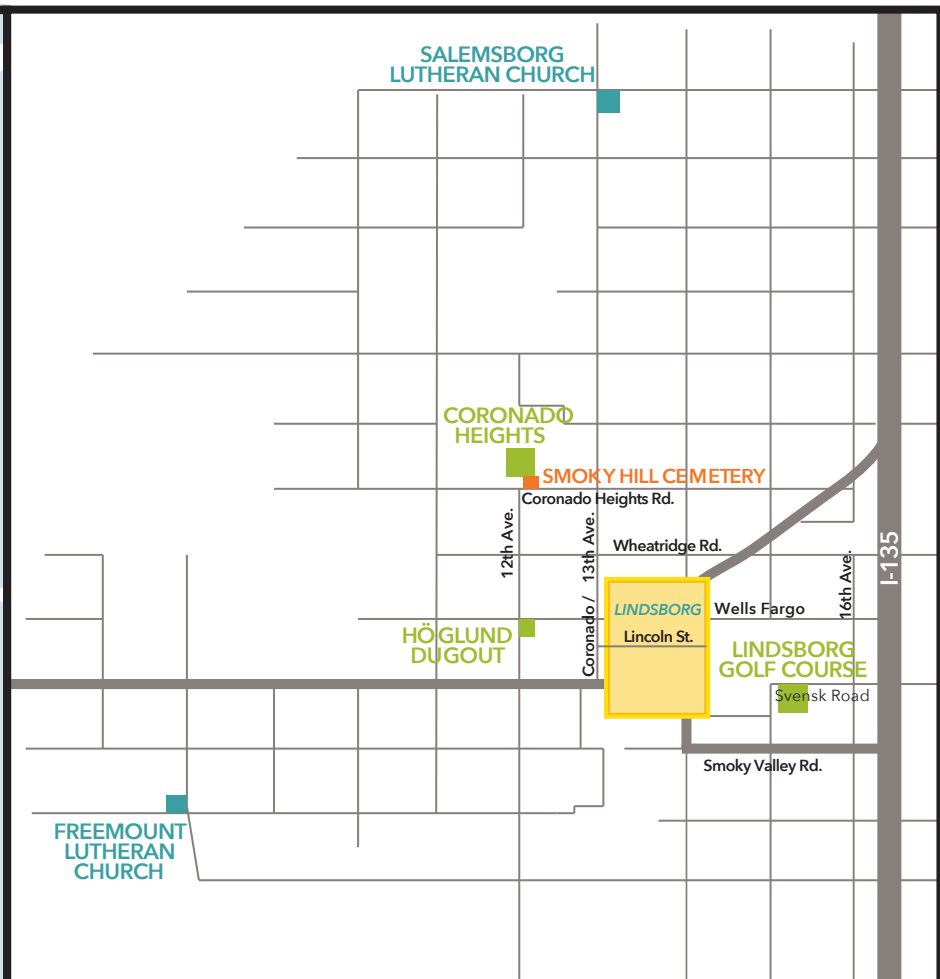 SALEMSBORG
LUTHERAN CHURCH
CORONADO
HEIGHTS
SMOKY HILL CEMETERY
Coronado Heights Rd.
12th Ave.
Coronado / 13th Ave.
Wheatridge Rd.
16th Ave.
I-135
LINDSBORG
Wells Fargo
Lincoln St.
HÖGLUND
DUGOUT
LINDSBORG
GOLF COURSE
Svensk Road
Smoky Valley Rd.
FREEMOUNT
LUTHERAN
CHURCH